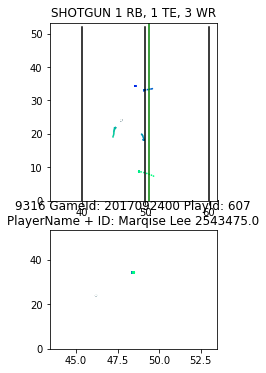 SHOTGUN 1 RB, 1 TE, 3 WR
50
40
30
20
10
0
40 50 60
9316 GameId: 2017092400 PlayId: 607
PlayerName + ID: Marqise Lee 2543475.0
40
20
0
45.0 47.5 50.0 52.5